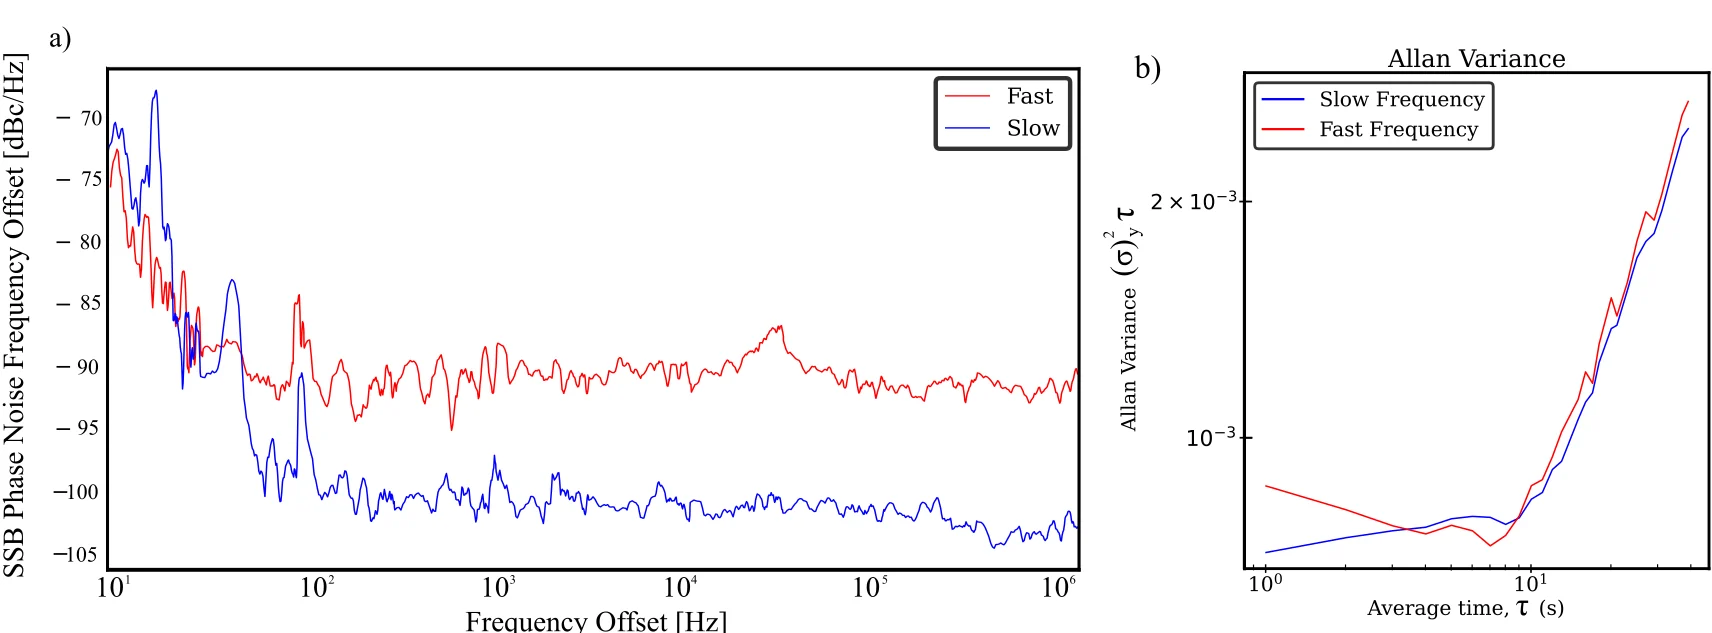 a)
SSB Phase Noise Frequency Offset [dBc/Hz]
− 70
− 75
− 80
− 85
− 90
− 95
−100
−105
Fast
Slow
10¹ 10² 10³ 10⁴ 10⁵ 10⁶
Frequency Offset [Hz]
b)
Allan Variance
Allan Variance (σ)²y τ
2 × 10⁻³
10⁻³
Slow Frequency
Fast Frequency
10⁰ 10¹
Average time, τ (s)